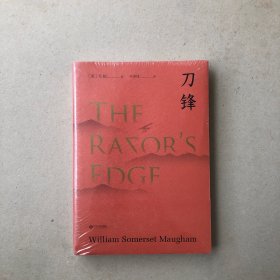 刀
锋
THE
RAZOR'S
EDGE
William Somerset Maugham